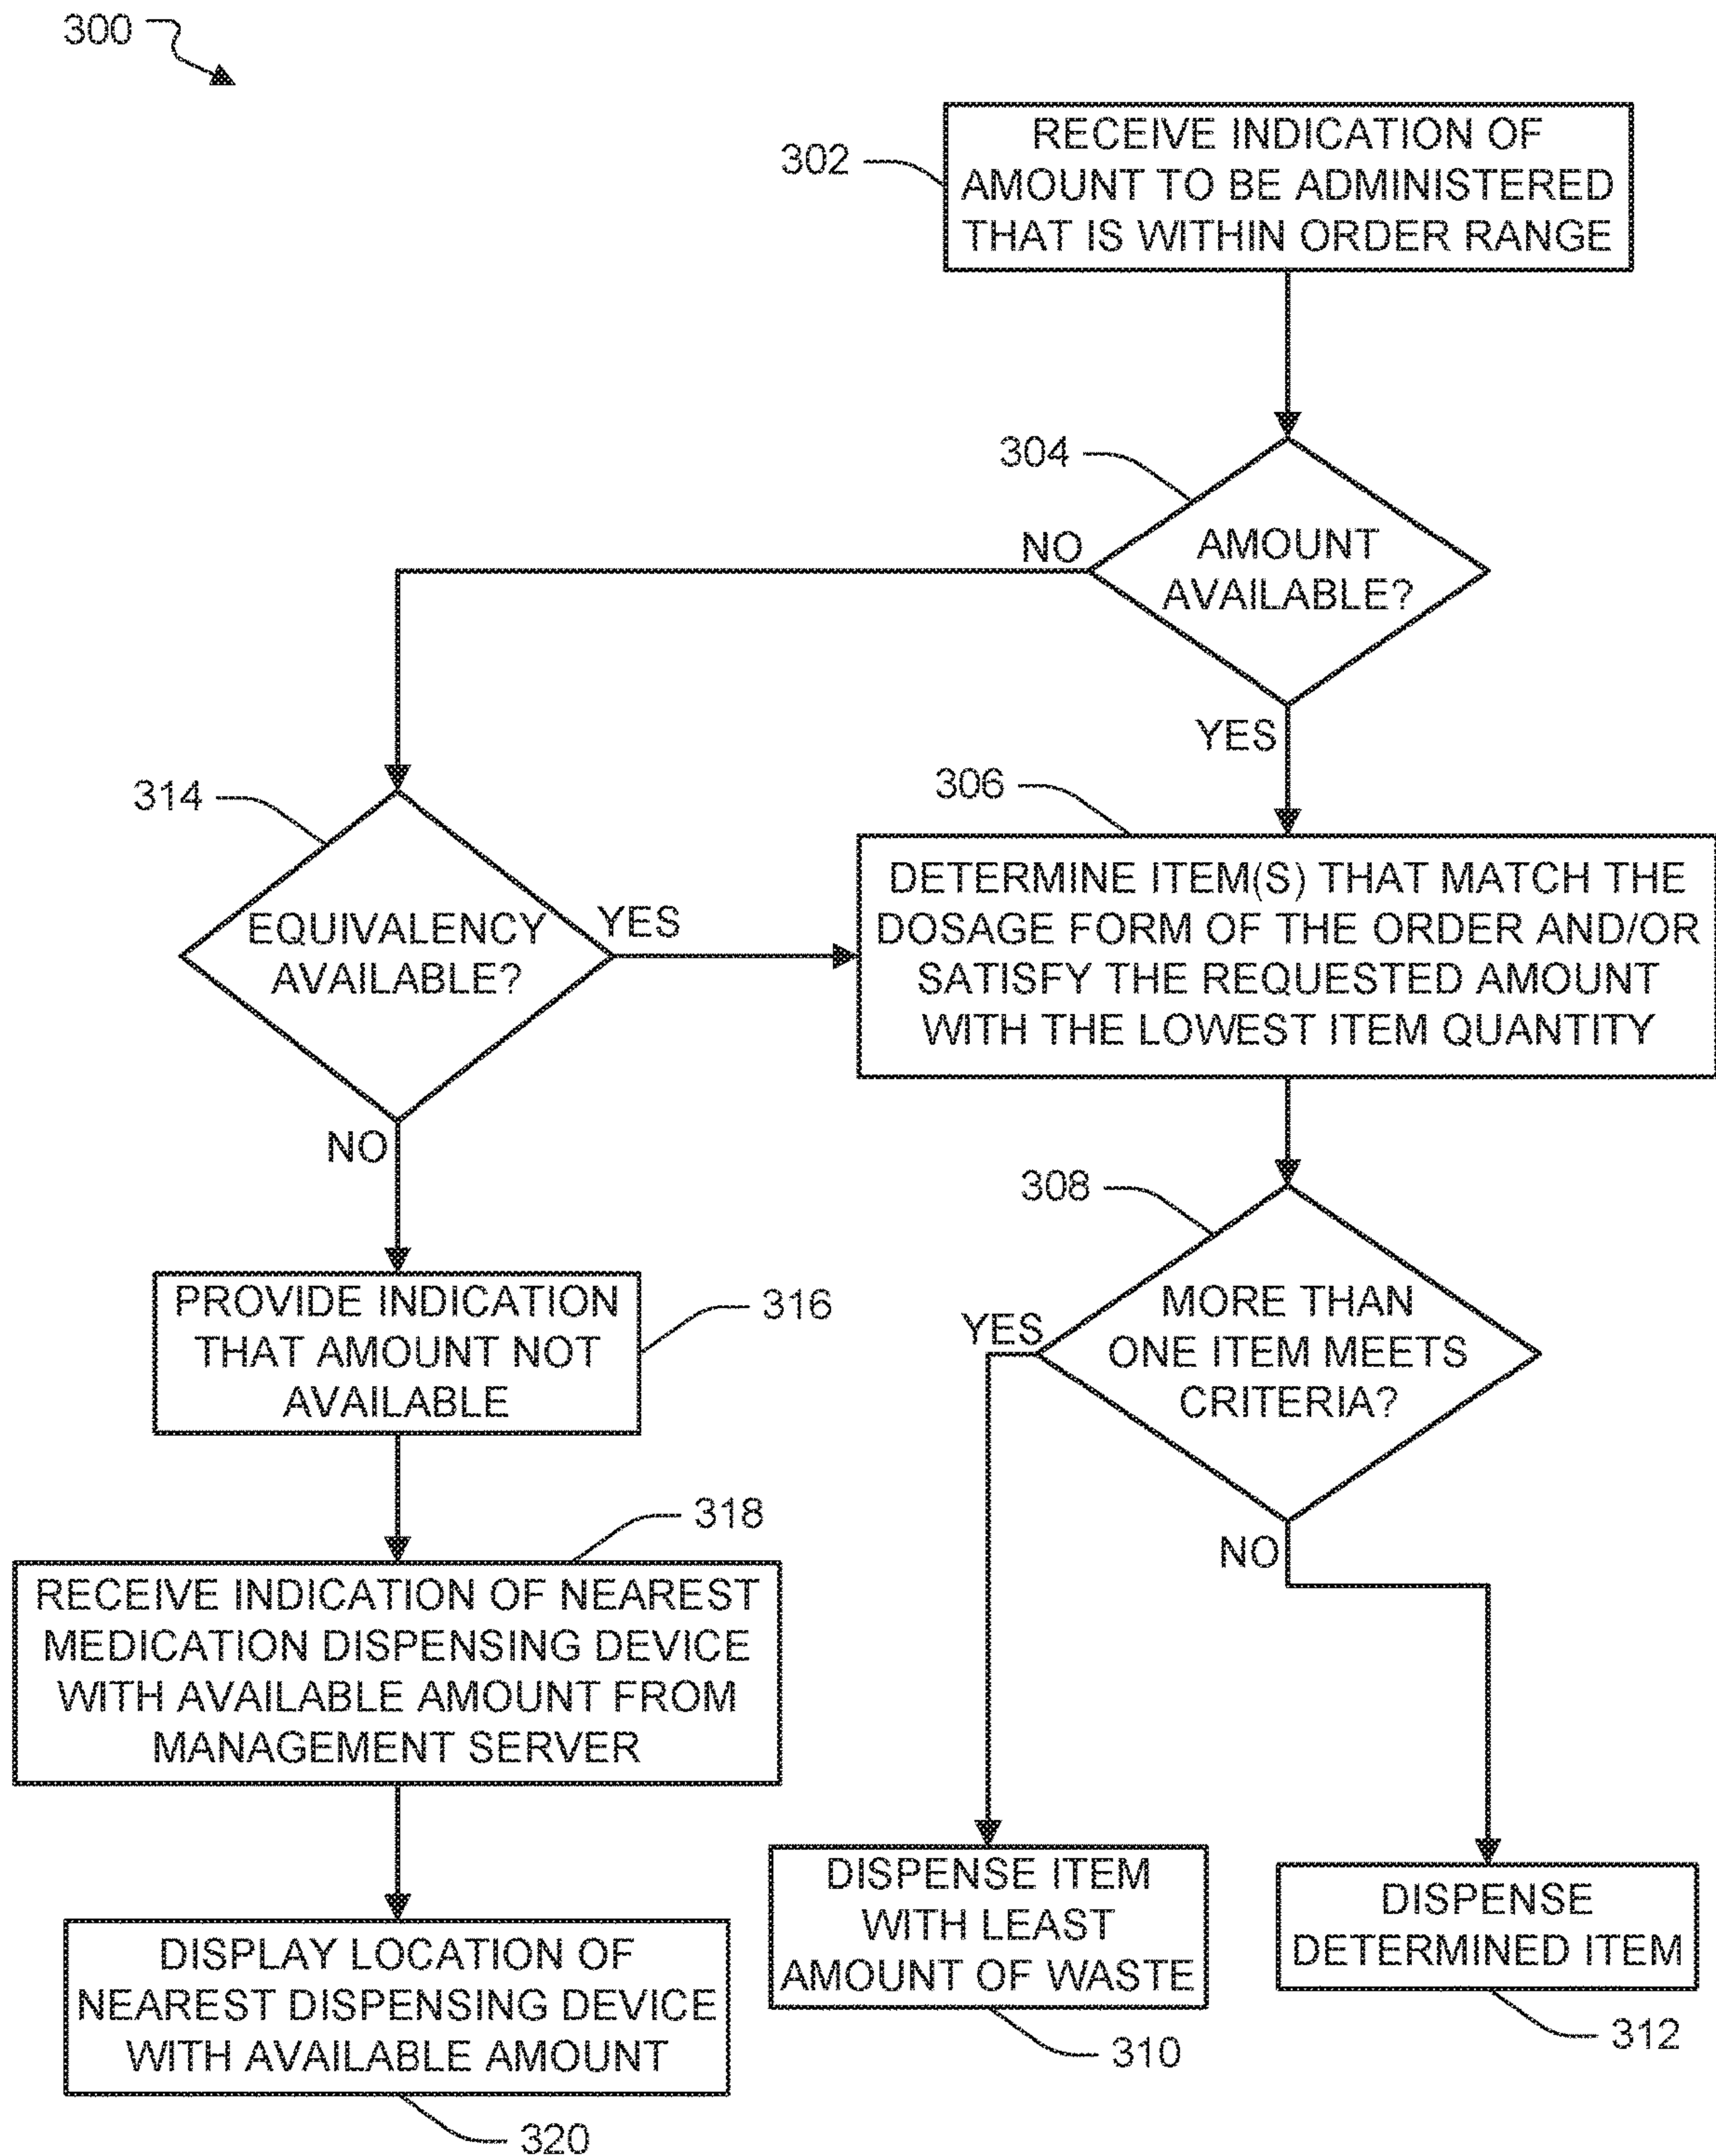 300
302
RECEIVE INDICATION OF
AMOUNT TO BE ADMINISTERED
THAT IS WITHIN ORDER RANGE
304
NO
AMOUNT
AVAILABLE?
YES
314
EQUIVALENCY
AVAILABLE?
YES
NO
306
DETERMINE ITEM(S) THAT MATCH THE
DOSAGE FORM OF THE ORDER AND/OR
SATISFY THE REQUESTED AMOUNT
WITH THE LOWEST ITEM QUANTITY
308
YES
MORE THAN
ONE ITEM MEETS
CRITERIA?
NO
PROVIDE INDICATION
THAT AMOUNT NOT
AVAILABLE
316
318
RECEIVE INDICATION OF NEAREST
MEDICATION DISPENSING DEVICE
WITH AVAILABLE AMOUNT FROM
MANAGEMENT SERVER
DISPLAY LOCATION OF
NEAREST DISPENSING DEVICE
WITH AVAILABLE AMOUNT
320
DISPENSE ITEM
WITH LEAST
AMOUNT OF WASTE
310
DISPENSE
DETERMINED ITEM
312